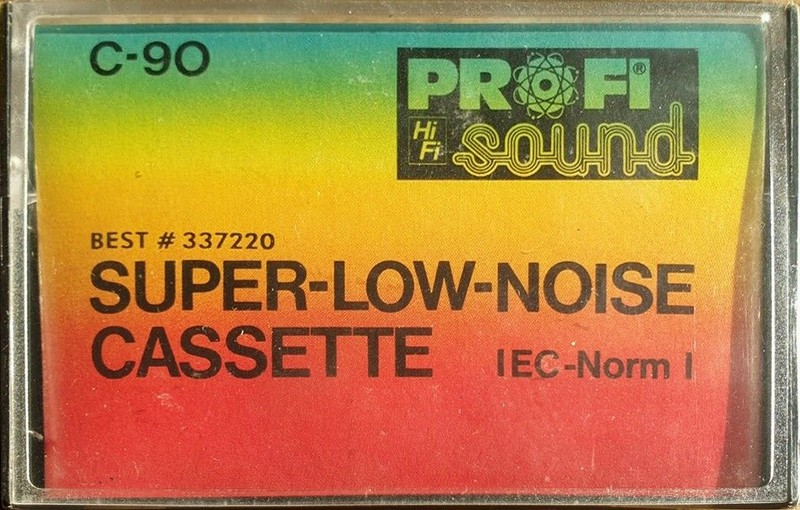 C-90
PROFI®
Hi
Fi
sound
BEST # 337220
SUPER-LOW-NOISE
CASSETTE
IEC-Norm I